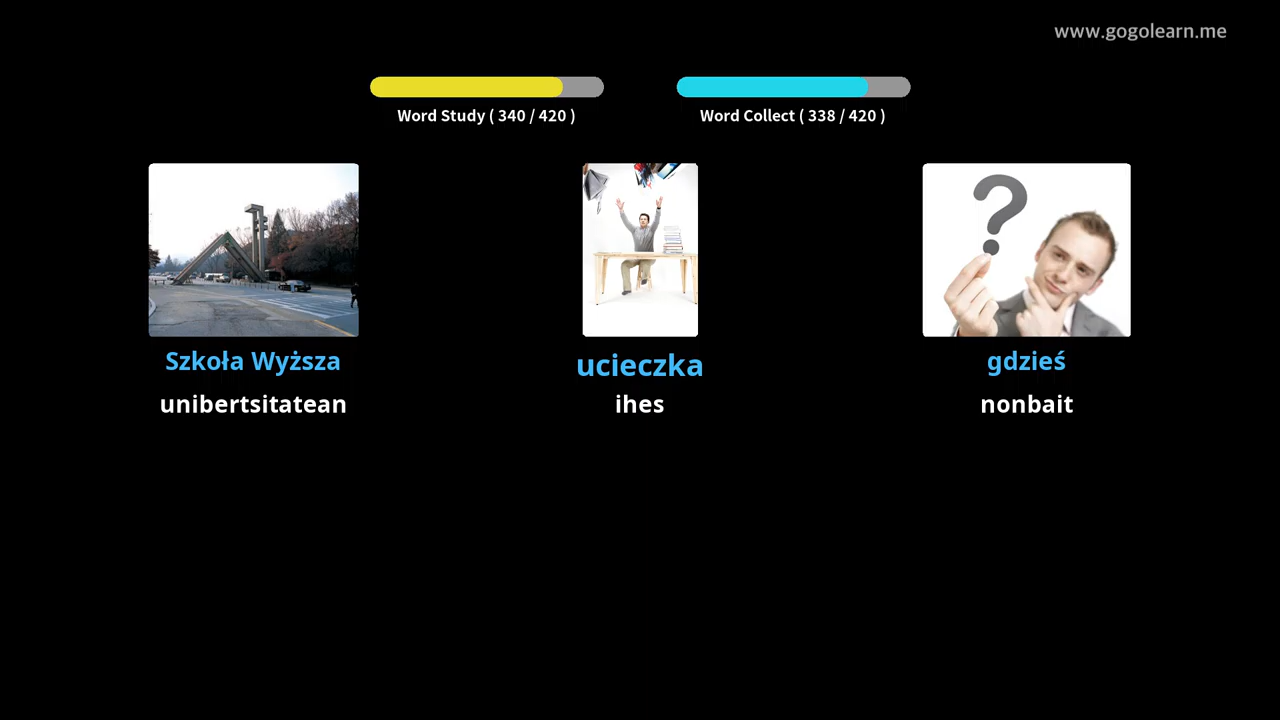 www.gogolearn.me
Word Study ( 340 / 420 )
Word Collect ( 338 / 420 )
Szkoła Wyższa
ucieczka
gdzieś
unibertsitatean
ihes
nonbait